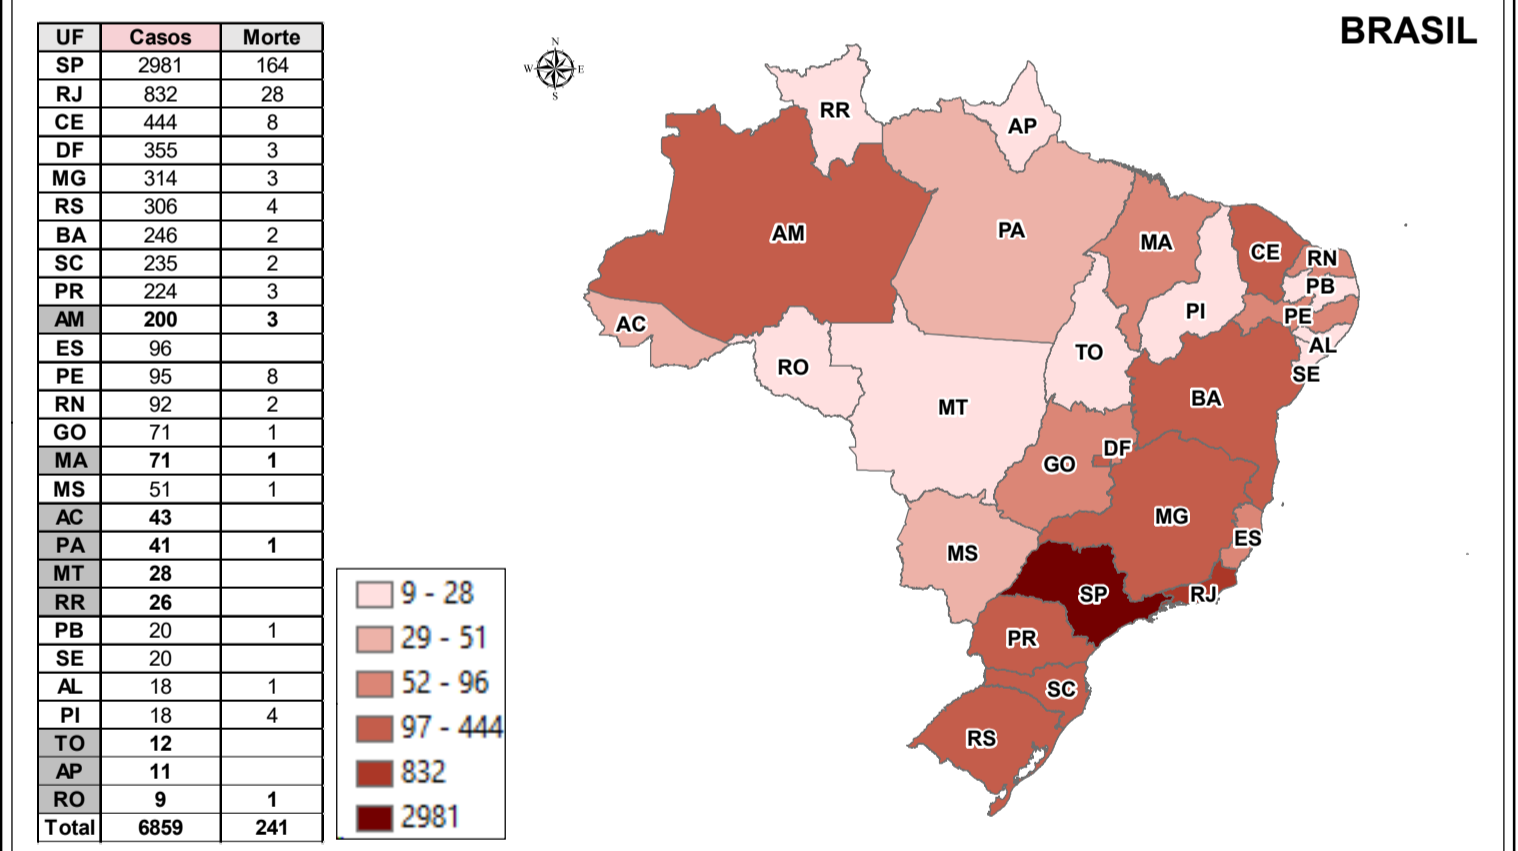 BRASIL
UF Casos Morte
SP 2981 164
RJ 832 28
CE 444 8
DF 355 3
MG 314 3
RS 306 4
BA 246 2
SC 235 2
PR 224 3
AM 200 3
ES 96
PE 95 8
RN 92 2
GO 71 1
MA 71 1
MS 51 1
AC 43
PA 41 1
MT 28
RR 26
PB 20 1
SE 20
AL 18 1
PI 18 4
TO 12
AP 11
RO 9 1
Total 6859 241
9 - 28
29 - 51
52 - 96
97 - 444
832
2981
N
W E
S
RR
AP
AM
PA
MA
CE
RN
PB
PI
PE
AC
AL
TO
RO
SE
BA
MT
DF
GO
MG
ES
MS
SP
RJ
PR
SC
RS